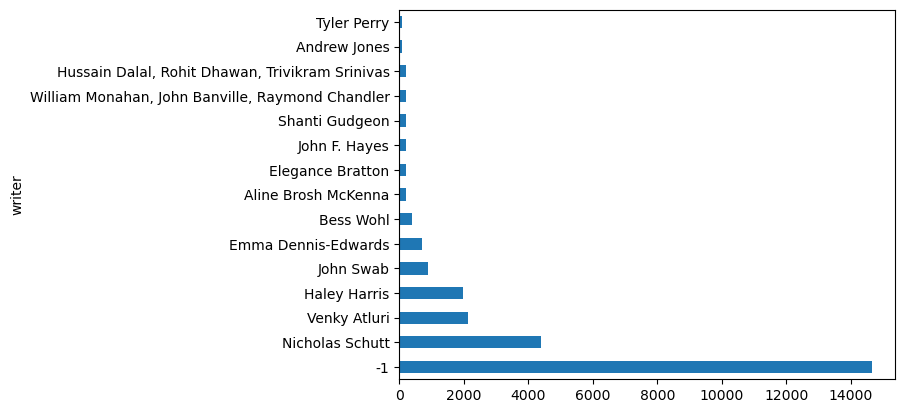 Tyler Perry
Andrew Jones
Hussain Dalal, Rohit Dhawan, Trivikram Srinivas
William Monahan, John Banville, Raymond Chandler
Shanti Gudgeon
John F. Hayes
Elegance Bratton
Aline Brosh McKenna
Bess Wohl
Emma Dennis-Edwards
John Swab
Haley Harris
Venky Atluri
Nicholas Schutt
-1
writer
0 2000 4000 6000 8000 10000 12000 14000